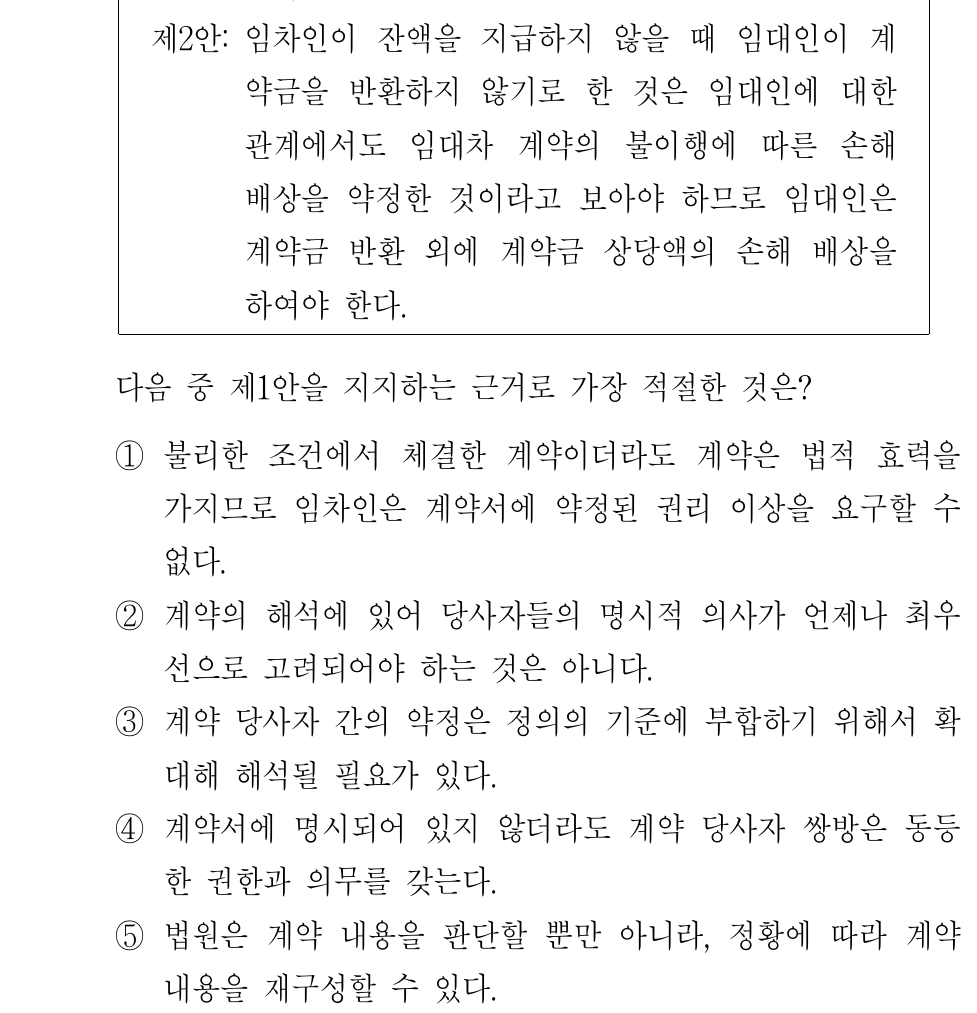 제2안: 임차인이 잔액을 지급하지 않을 때 임대인이 계
약금을 반환하지 않기로 한 것은 임대인에 대한
관계에서도 임대차 계약의 불이행에 따른 손해
배상을 약정한 것이라고 보아야 하므로 임대인은
계약금 반환 외에 계약금 상당액의 손해 배상을
하여야 한다.
다음 중 제1안을 지지하는 근거로 가장 적절한 것은?
① 불리한 조건에서 체결한 계약이더라도 계약은 법적 효력을
가지므로 임차인은 계약서에 약정된 권리 이상을 요구할 수
없다.
② 계약의 해석에 있어 당사자들의 명시적 의사가 언제나 최우
선으로 고려되어야 하는 것은 아니다.
③ 계약 당사자 간의 약정은 정의의 기준에 부합하기 위해서 확
대해 해석될 필요가 있다.
④ 계약서에 명시되어 있지 않더라도 계약 당사자 쌍방은 동등
한 권한과 의무를 갖는다.
⑤ 법원은 계약 내용을 판단할 뿐만 아니라, 정황에 따라 계약
내용을 재구성할 수 있다.